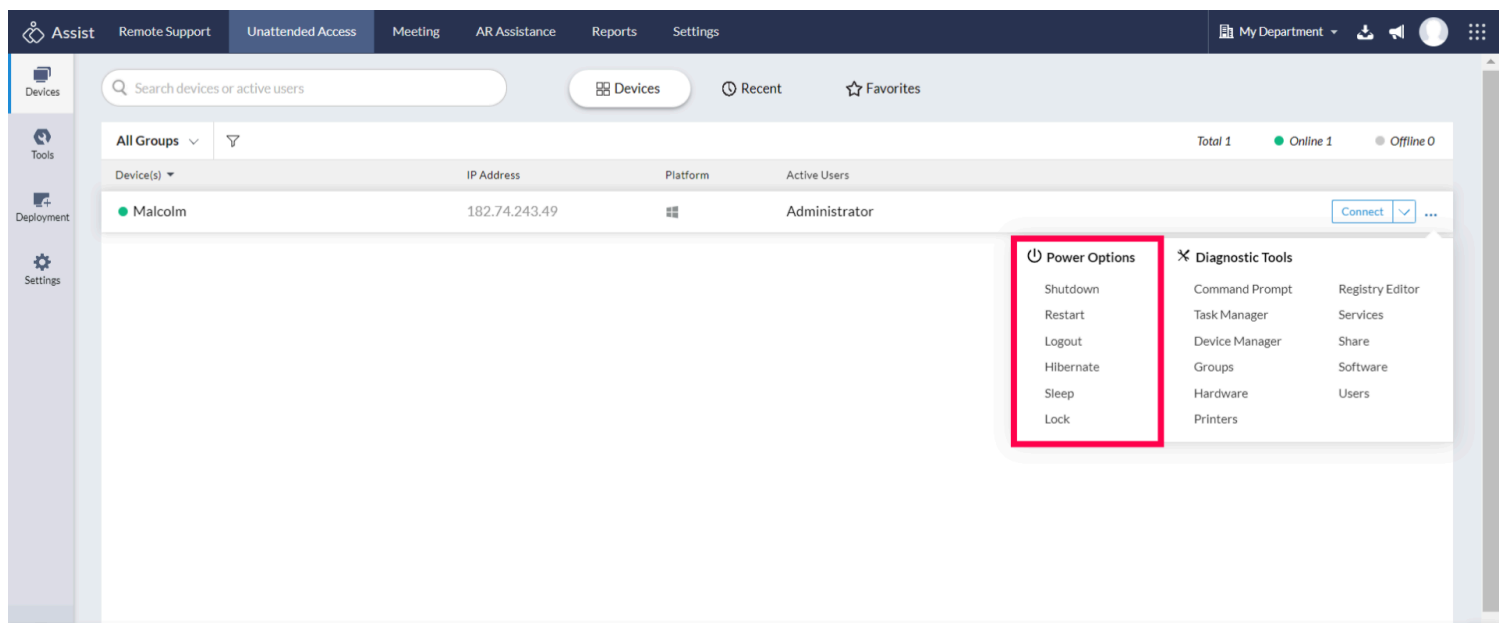 Assist Remote Support Unattended Access Meeting AR Assistance Reports Settings My Department
Devices
Tools
Deployment
Settings
Search devices or active users Devices Recent Favorites
All Groups Total 1 Online 1 Offline 0
Device(s) IP Address Platform Active Users
Malcolm 182.74.243.49 Administrator Connect ...
Power Options
Shutdown
Restart
Logout
Hibernate
Sleep
Lock
Diagnostic Tools
Command Prompt Registry Editor
Task Manager Services
Device Manager Share
Groups Software
Hardware Users
Printers